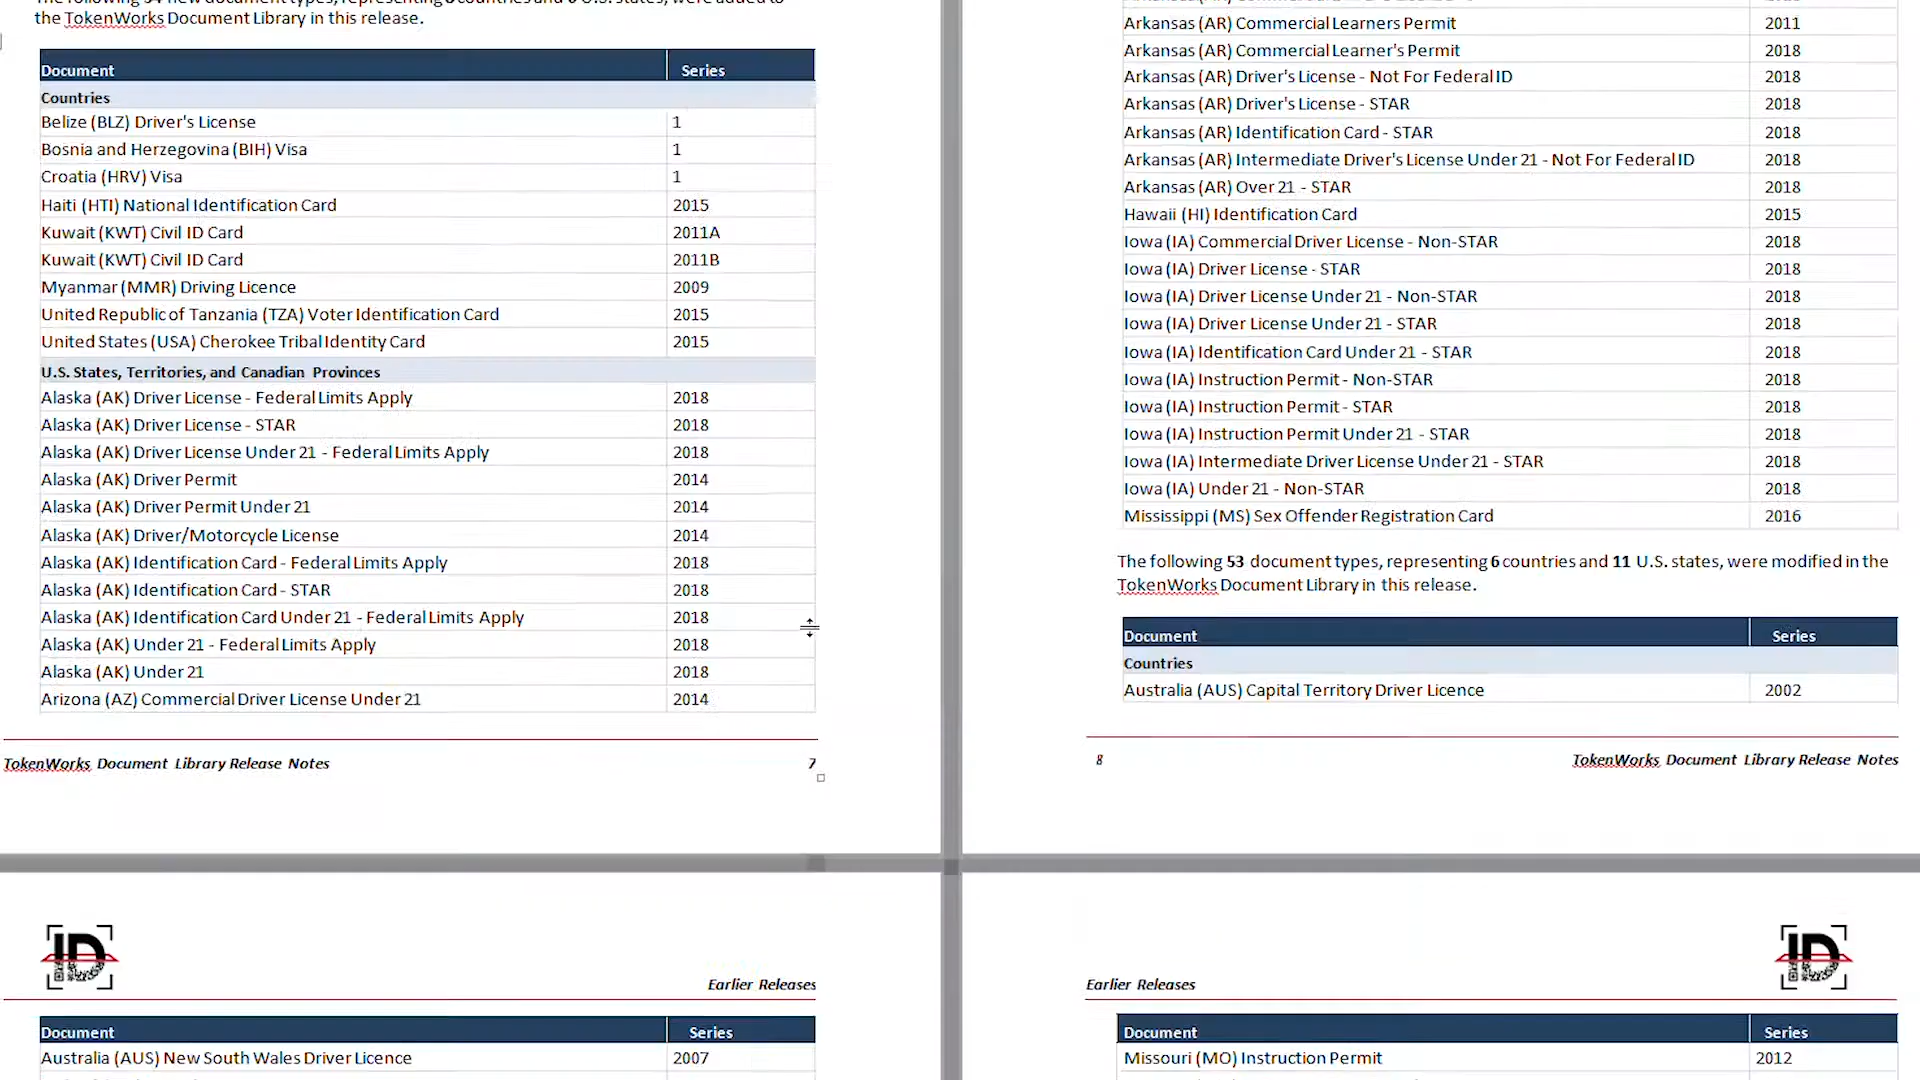 the TokenWorks Document Library in this release.
Document Series
Countries
Belize (BLZ) Driver's License 1
Bosnia and Herzegovina (BIH) Visa 1
Croatia (HRV) Visa 1
Haiti (HTI) National Identification Card 2015
Kuwait (KWT) Civil ID Card 2011A
Kuwait (KWT) Civil ID Card 2011B
Myanmar (MMR) Driving Licence 2009
United Republic of Tanzania (TZA) Voter Identification Card 2015
United States (USA) Cherokee Tribal Identity Card 2015
U.S. States, Territories, and Canadian Provinces
Alaska (AK) Driver License - Federal Limits Apply 2018
Alaska (AK) Driver License - STAR 2018
Alaska (AK) Driver License Under 21 - Federal Limits Apply 2018
Alaska (AK) Driver Permit 2014
Alaska (AK) Driver Permit Under 21 2014
Alaska (AK) Driver/Motorcycle License 2014
Alaska (AK) Identification Card - Federal Limits Apply 2018
Alaska (AK) Identification Card - STAR 2018
Alaska (AK) Identification Card Under 21 - Federal Limits Apply 2018
Alaska (AK) Under 21 - Federal Limits Apply 2018
Alaska (AK) Under 21 2018
Arizona (AZ) Commercial Driver License Under 21 2014
TokenWorks Document Library Release Notes 7
Arkansas (AR) Commercial Learners Permit 2011
Arkansas (AR) Commercial Learner's Permit 2018
Arkansas (AR) Driver's License - Not For Federal ID 2018
Arkansas (AR) Driver's License - STAR 2018
Arkansas (AR) Identification Card - STAR 2018
Arkansas (AR) Intermediate Driver's License Under 21 - Not For Federal ID 2018
Arkansas (AR) Over 21 - STAR 2018
Hawaii (HI) Identification Card 2015
Iowa (IA) Commercial Driver License - Non-STAR 2018
Iowa (IA) Driver License - STAR 2018
Iowa (IA) Driver License Under 21 - Non-STAR 2018
Iowa (IA) Driver License Under 21 - STAR 2018
Iowa (IA) Identification Card Under 21 - STAR 2018
Iowa (IA) Instruction Permit - Non-STAR 2018
Iowa (IA) Instruction Permit - STAR 2018
Iowa (IA) Instruction Permit Under 21 - STAR 2018
Iowa (IA) Intermediate Driver License Under 21 - STAR 2018
Iowa (IA) Under 21 - Non-STAR 2018
Mississippi (MS) Sex Offender Registration Card 2016
The following 53 document types, representing 6 countries and 11 U.S. states, were modified in the
TokenWorks Document Library in this release.
Document Series
Countries
Australia (AUS) Capital Territory Driver Licence 2002
8 TokenWorks Document Library Release Notes
ID
Earlier Releases
Document Series
Australia (AUS) New South Wales Driver Licence 2007
ID
Earlier Releases
Document Series
Missouri (MO) Instruction Permit 2012